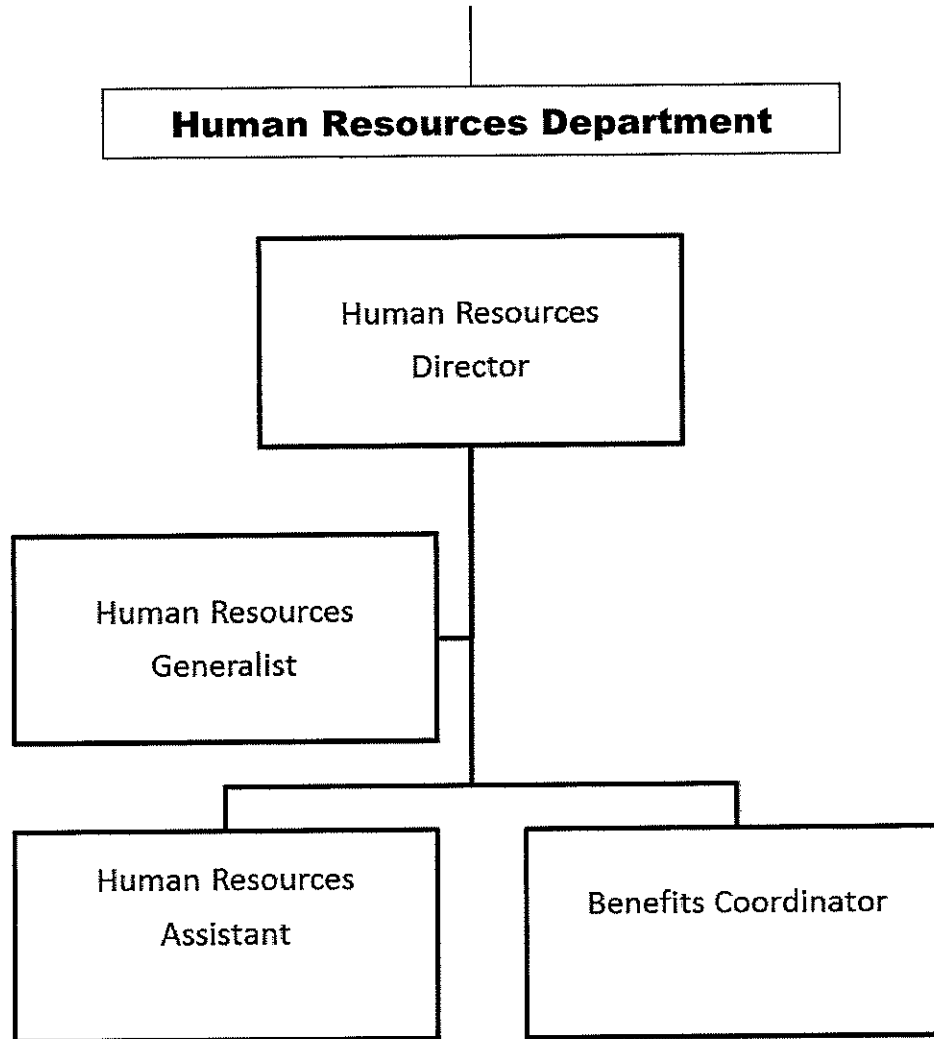 Human Resources Department
Human Resources
Director
Human Resources
Generalist
Human Resources
Assistant
Benefits Coordinator